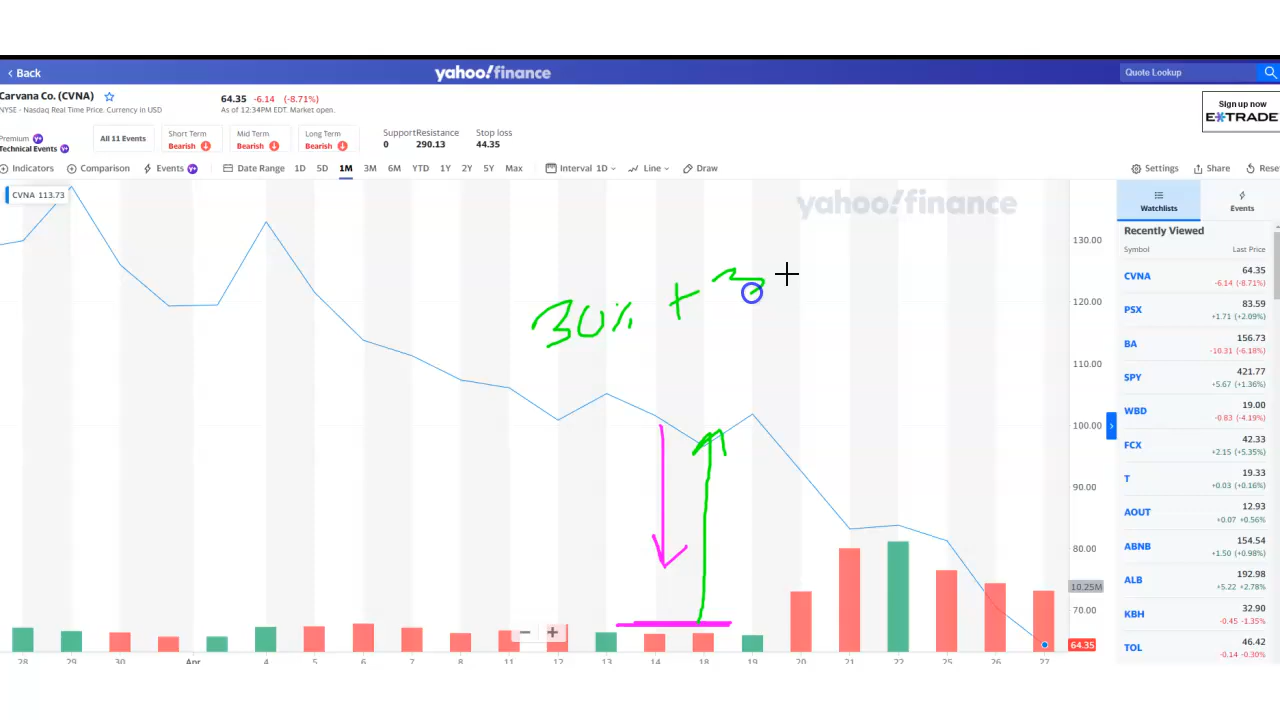 Back
yahoo!finance
Quote Lookup
Carvana Co. (CVNA)
NYSE - Nasdaq Real Time Price. Currency in USD
64.35 -6.14 (-8.71%)
As of 12:34PM EDT. Market open.
Sign up now
E*TRADE
Premium
Technical Events
All 11 Events
Short Term
Bearish
Mid Term
Bearish
Long Term
Bearish
Support
0
Resistance
290.13
Stop loss
44.35
Indicators Comparison Events Date Range 1D 5D 1M 3M 6M YTD 1Y 2Y 5Y Max Interval 1D Line Draw Settings Share Rese
CVNA 113.73
yahoo!finance
30% + 3
130.00
120.00
110.00
100.00
90.00
80.00
10.25M
70.00
64.35
28 29 30 Apr 4 5 6 7 8 11 12 13 14 18 19 20 21 22 25 26 27
Watchlists
Events
Recently Viewed
Symbol Last Price
CVNA 64.35
-6.14 (-8.71%)
PSX 83.59
+1.71 (+2.09%)
BA 156.73
-10.31 (-6.18%)
SPY 421.77
+5.67 (+1.36%)
WBD 19.00
-0.83 (-4.19%)
FCX 42.33
+2.15 (+5.35%)
T 19.33
+0.03 (+0.16%)
AOUT 12.93
+0.07 +0.56%
ABNB 154.54
+1.50 (+0.98%)
ALB 192.98
+5.22 +2.78%
KBH 32.90
-0.45 -1.35%
TOL 46.42
-0.14 -0.30%